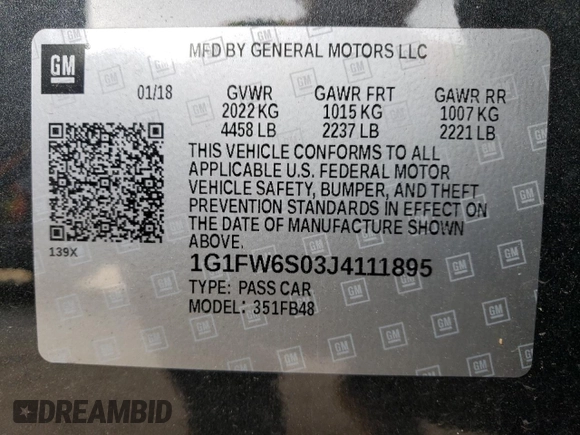 GM
MFD BY GENERAL MOTORS LLC
01/18 GVWR GAWR FRT GAWR RR
2022 KG 1015 KG 1007 KG
4458 LB 2237 LB 2221 LB
THIS VEHICLE CONFORMS TO ALL
APPLICABLE U.S. FEDERAL MOTOR
VEHICLE SAFETY, BUMPER, AND THEFT
PREVENTION STANDARDS IN EFFECT ON
THE DATE OF MANUFACTURE SHOWN
ABOVE.
139X
1G1FW6S03J4111895
TYPE: PASS CAR
MODEL: 351FB48
DREAMBID